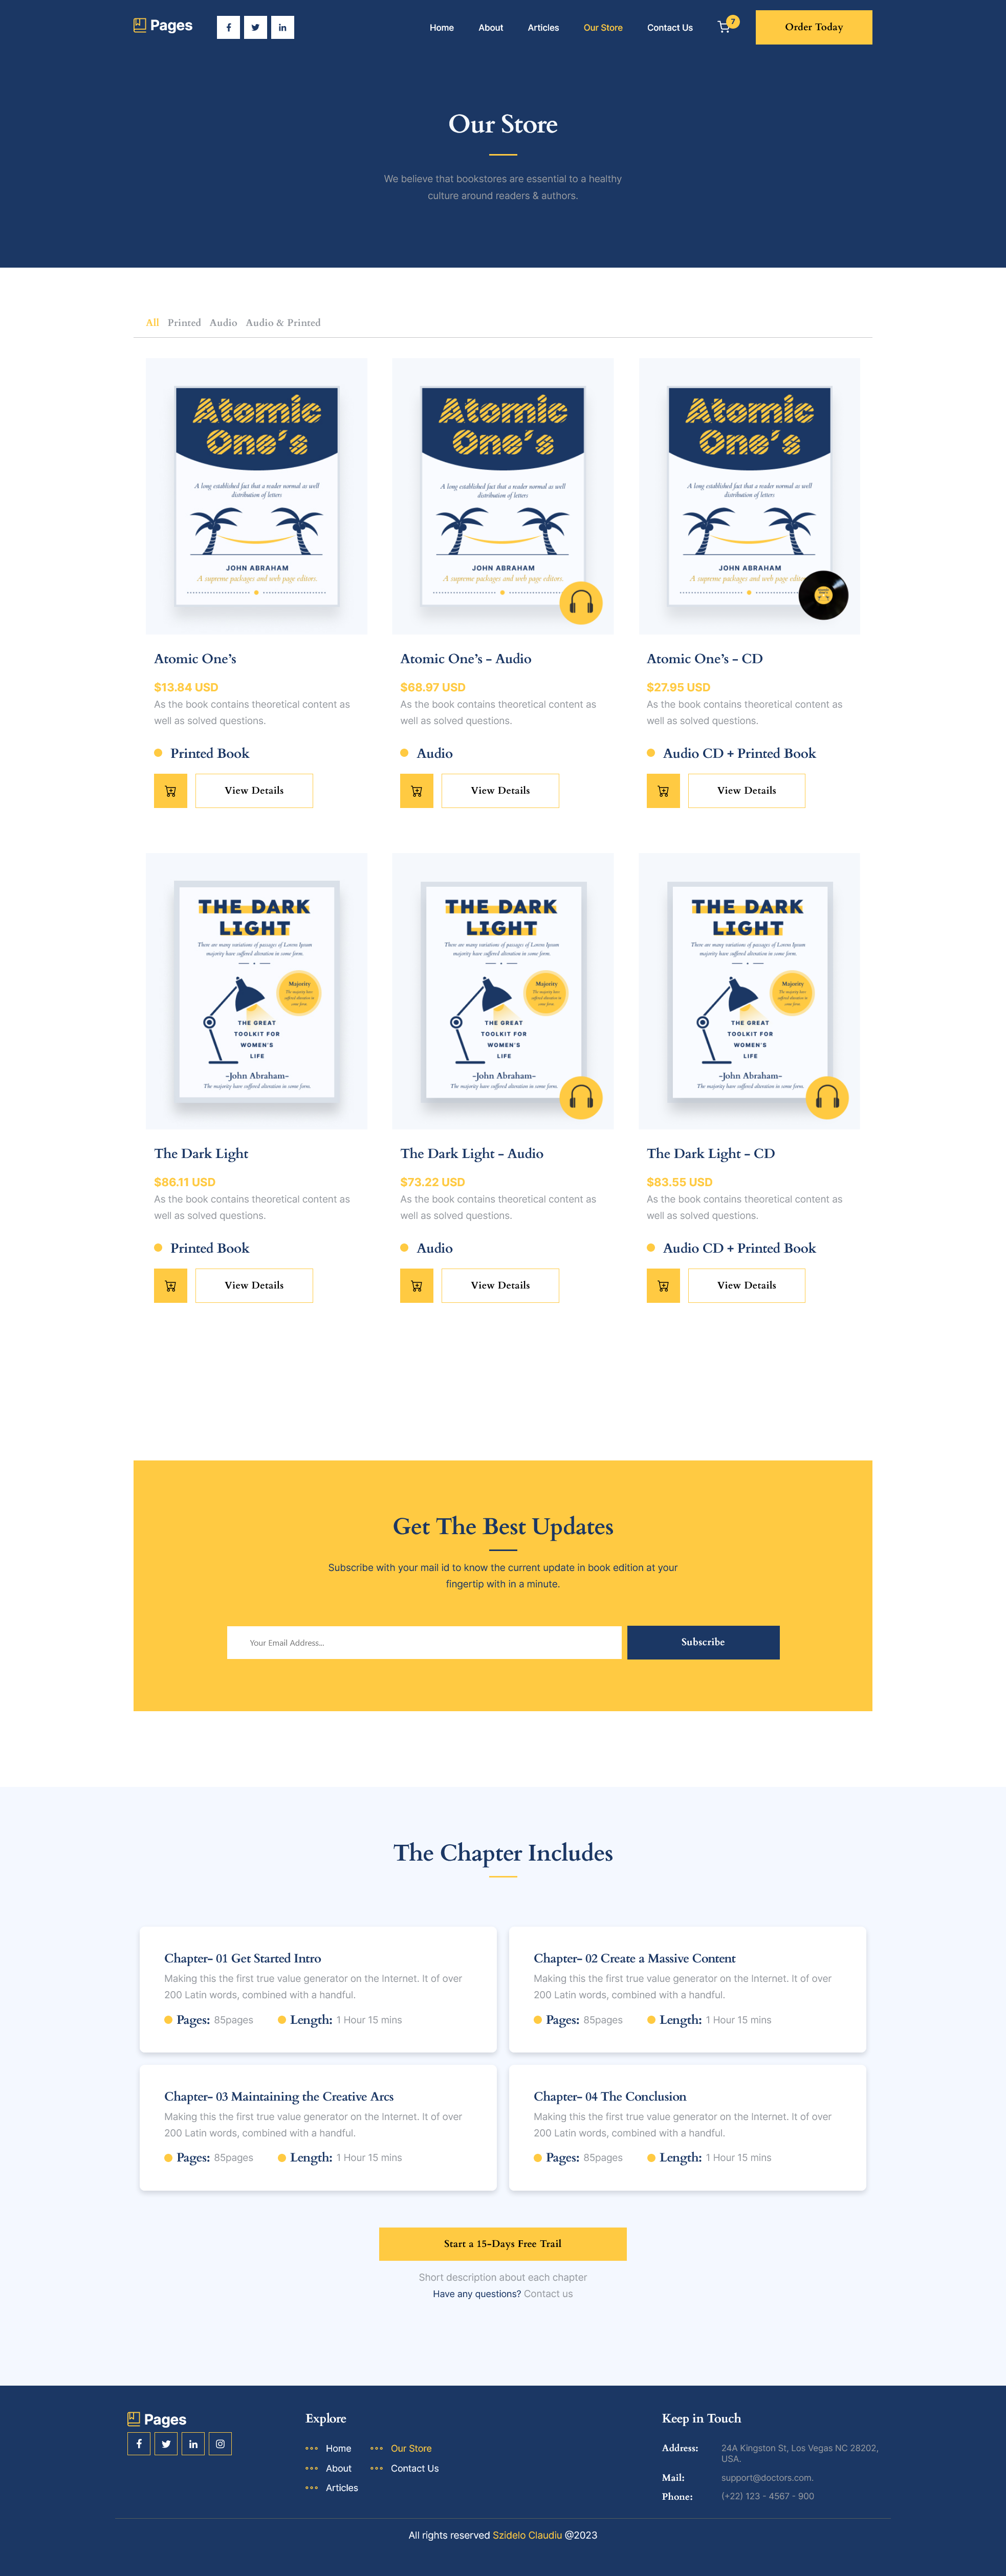 Pages
Home About Articles Our Store Contact Us 7 Order Today
Our Store
We believe that bookstores are essential to a healthy
culture around readers & authors.
All Printed Audio Audio & Printed
Atomic
One's
A long established fact that a reader normal as well
distribution of letters
JOHN ABRAHAM
A supreme packages and web page editors.
Atomic
One's
A long established fact that a reader normal as well
distribution of letters
JOHN ABRAHAM
A supreme packages and web page editors.
Atomic
One's
A long established fact that a reader normal as well
distribution of letters
JOHN ABRAHAM
A supreme packages and web page editors.
Atomic One's
$13.84 USD
As the book contains theoretical content as
well as solved questions.
Printed Book
View Details
Atomic One's - Audio
$68.97 USD
As the book contains theoretical content as
well as solved questions.
Audio
View Details
Atomic One's - CD
$27.95 USD
As the book contains theoretical content as
well as solved questions.
Audio CD + Printed Book
View Details
THE DARK
LIGHT
There are many variations of passages of Lorem Ipsum
majority have suffered alteration in some form.
Majority
The majority have
suffered alteration in
some form.
THE GREAT
TOOLKIT FOR
WOMEN'S
LIFE
-John Abraham-
The majority have suffered alteration in some form.
THE DARK
LIGHT
There are many variations of passages of Lorem Ipsum
majority have suffered alteration in some form.
Majority
The majority have
suffered alteration in
some form.
THE GREAT
TOOLKIT FOR
WOMEN'S
LIFE
-John Abraham-
The majority have suffered alteration in some form.
THE DARK
LIGHT
There are many variations of passages of Lorem Ipsum
majority have suffered alteration in some form.
Majority
The majority have
suffered alteration in
some form.
THE GREAT
TOOLKIT FOR
WOMEN'S
LIFE
-John Abraham-
The majority have suffered alteration in some form.
The Dark Light
$86.11 USD
As the book contains theoretical content as
well as solved questions.
Printed Book
View Details
The Dark Light - Audio
$73.22 USD
As the book contains theoretical content as
well as solved questions.
Audio
View Details
The Dark Light - CD
$83.55 USD
As the book contains theoretical content as
well as solved questions.
Audio CD + Printed Book
View Details
Get The Best Updates
Subscribe with your mail id to know the current update in book edition at your
fingertip with in a minute.
Your Email Address...
Subscribe
The Chapter Includes
Chapter- 01 Get Started Intro
Making this the first true value generator on the Internet. It of over
200 Latin words, combined with a handful.
Pages: 85pages Length: 1 Hour 15 mins
Chapter- 02 Create a Massive Content
Making this the first true value generator on the Internet. It of over
200 Latin words, combined with a handful.
Pages: 85pages Length: 1 Hour 15 mins
Chapter- 03 Maintaining the Creative Arcs
Making this the first true value generator on the Internet. It of over
200 Latin words, combined with a handful.
Pages: 85pages Length: 1 Hour 15 mins
Chapter- 04 The Conclusion
Making this the first true value generator on the Internet. It of over
200 Latin words, combined with a handful.
Pages: 85pages Length: 1 Hour 15 mins
Start a 15-Days Free Trail
Short description about each chapter
Have any questions? Contact us
Pages
Explore
Home
About
Articles
Our Store
Contact Us
Keep in Touch
Address: 24A Kingston St, Los Vegas NC 28202,
USA.
Mail: support@doctors.com.
Phone: (+22) 123 - 4567 - 900
All rights reserved Szidelo Claudiu @2023